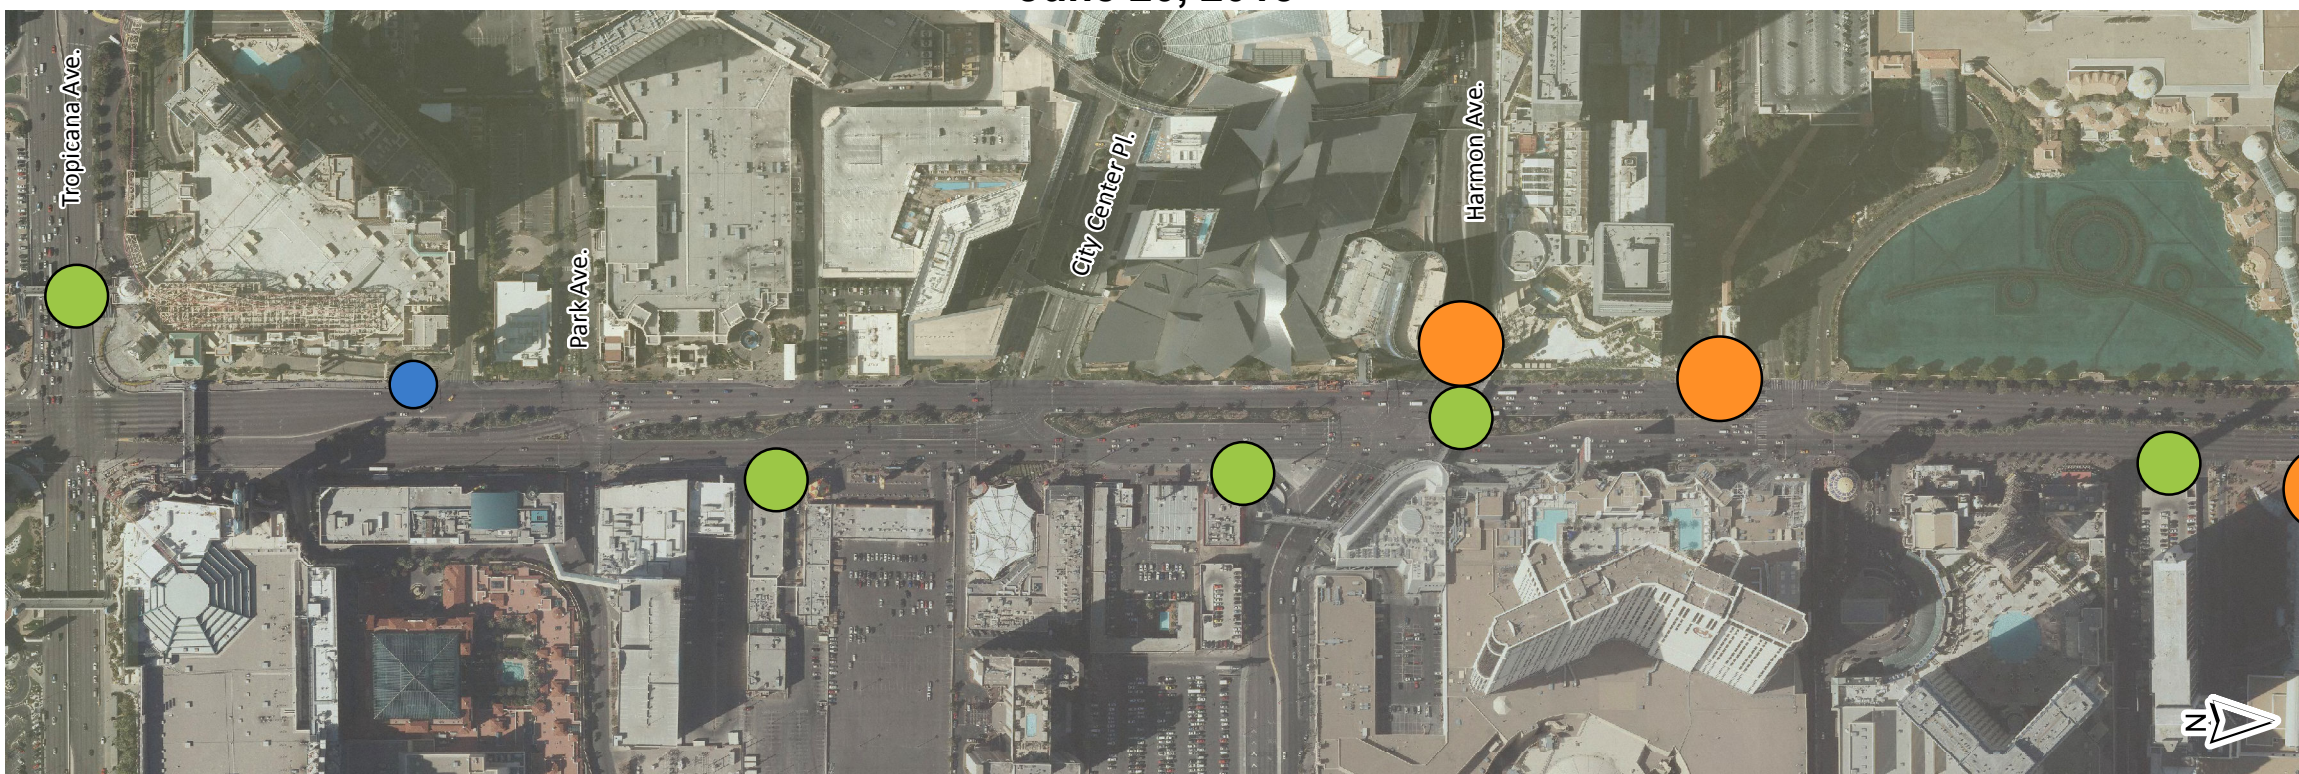 Tropicana Ave.
Park Ave.
City Center Pl.
Harmon Ave.
N